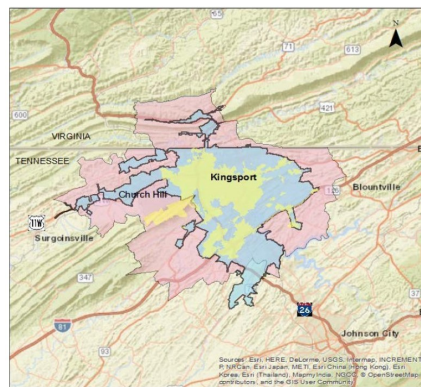 N
65
71
613
600
421
VIRGINIA
TENNESSEE
Kingsport
126
Blountville
Church Hill
11W
Surgoinsville
347
81
26
93
Johnson City
Sources: Esri, HERE, DeLorme, USGS, Intermap, INCREMENT
P, NRCan, Esri Japan, METI, Esri China (Hong Kong), Esri
Korea, Esri (Thailand), MapmyIndia, NGCC, © OpenStreetMap
contributors, and the GIS User Community